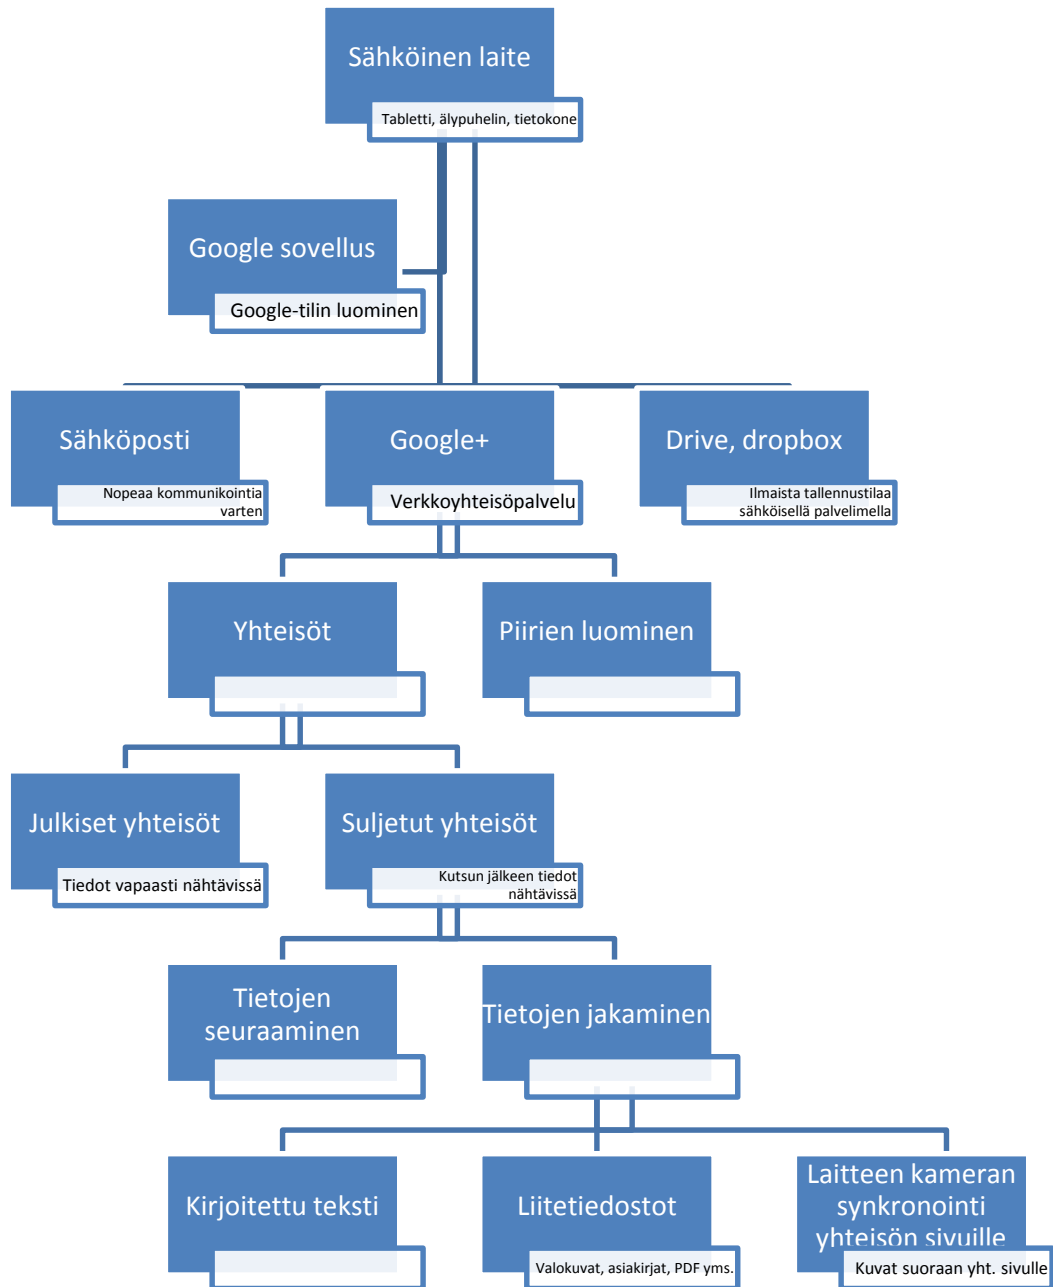 Sähköinen laite
Tabletti, älypuhelin, tietokone
Google sovellus
Google-tilin luominen
Sähköposti
Nopeaa kommunikointia
varten
Google+
Verkkoyhteisöpalvelu
Drive, dropbox
Ilmaista tallennustilaa
sähköisellä palvelimella
Yhteisöt
Piirien luominen
Julkiset yhteisöt
Tiedot vapaasti nähtävissä
Suljetut yhteisöt
Kutsun jälkeen tiedot
nähtävissä
Tietojen
seuraaminen
Tietojen jakaminen
Kirjoitettu teksti
Liitetiedostot
Valokuvat, asiakirjat, PDF yms.
Laitteen kameran
synkronointi
yhteisön sivuille
Kuvat suoraan yht. sivulle